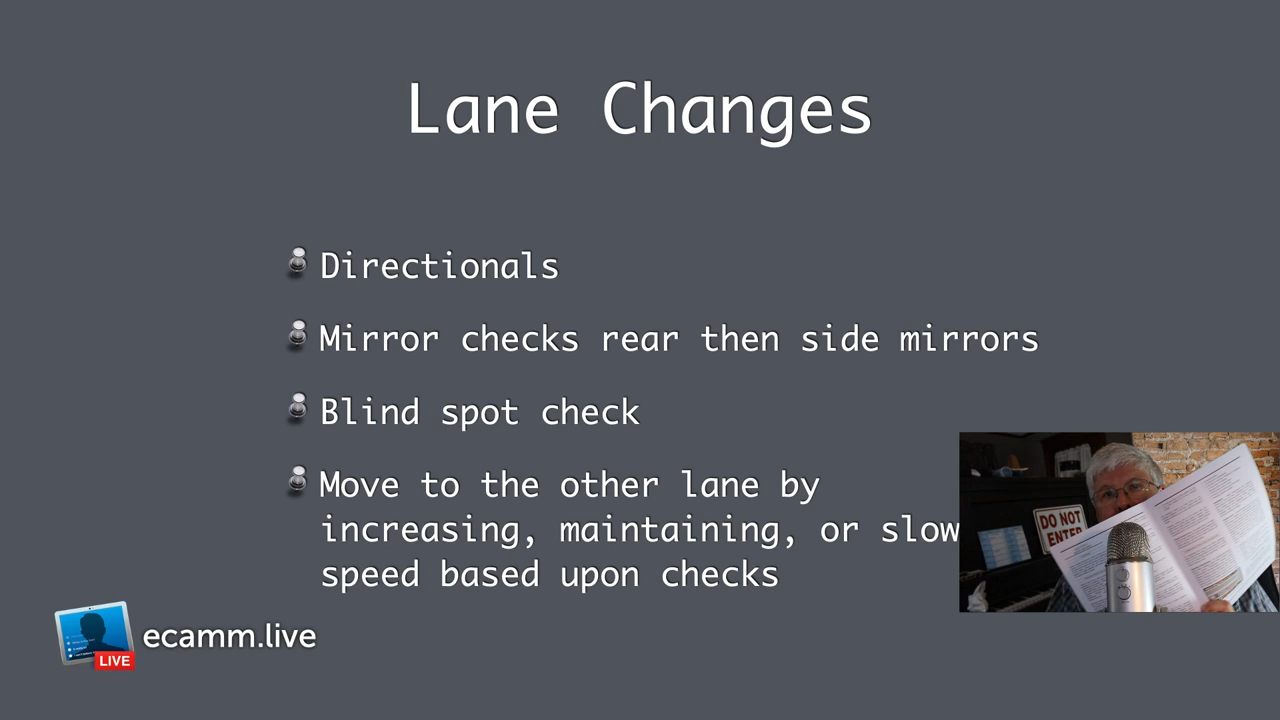 Lane Changes
Directionals
Mirror checks rear then side mirrors
Blind spot check
Move to the other lane by
increasing, maintaining, or slow
speed based upon checks
DO NOT
ENTER
LIVE
ecamm.live